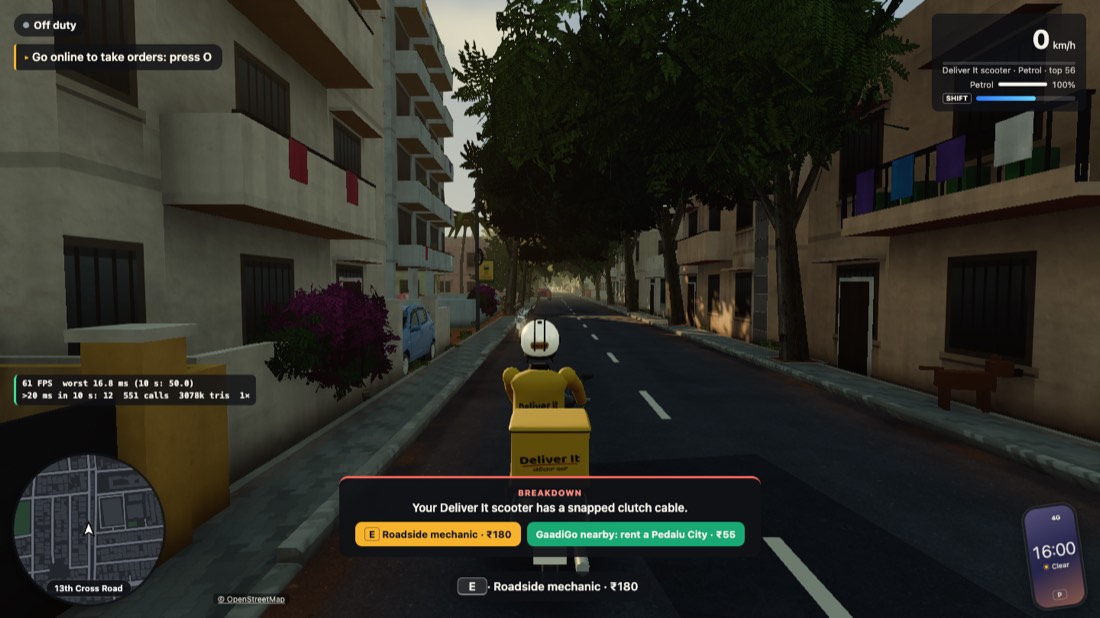 Off duty
Go online to take orders: press O
0 km/h
Deliver It scooter · Petrol · top 56
Petrol 100%
SHIFT
61 FPS worst 16.8 ms (10 s: 50.0)
>20 ms in 10 s: 12 551 calls 3078k tris 1×
Deliver It
Deliver It
BREAKDOWN
Your Deliver It scooter has a snapped clutch cable.
E Roadside mechanic · ₹180
GaadiGo nearby: rent a Pedalu City · ₹55
E · Roadside mechanic · ₹180
13th Cross Road
© OpenStreetMap
4G
16:00
Clear
P